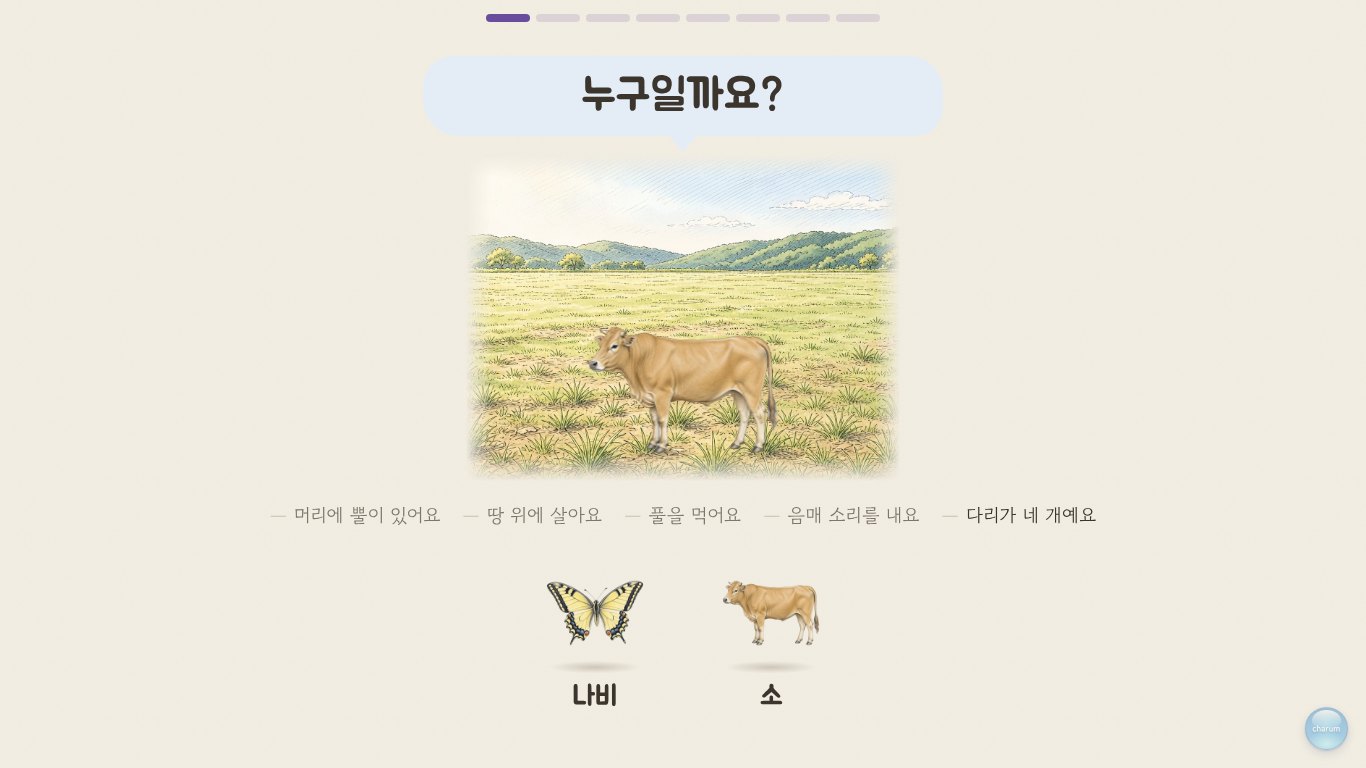 누구일까요?
— 머리에 뿔이 있어요 — 땅 위에 살아요 — 풀을 먹어요 — 음매 소리를 내요 — 다리가 네 개예요
나비 소
charum